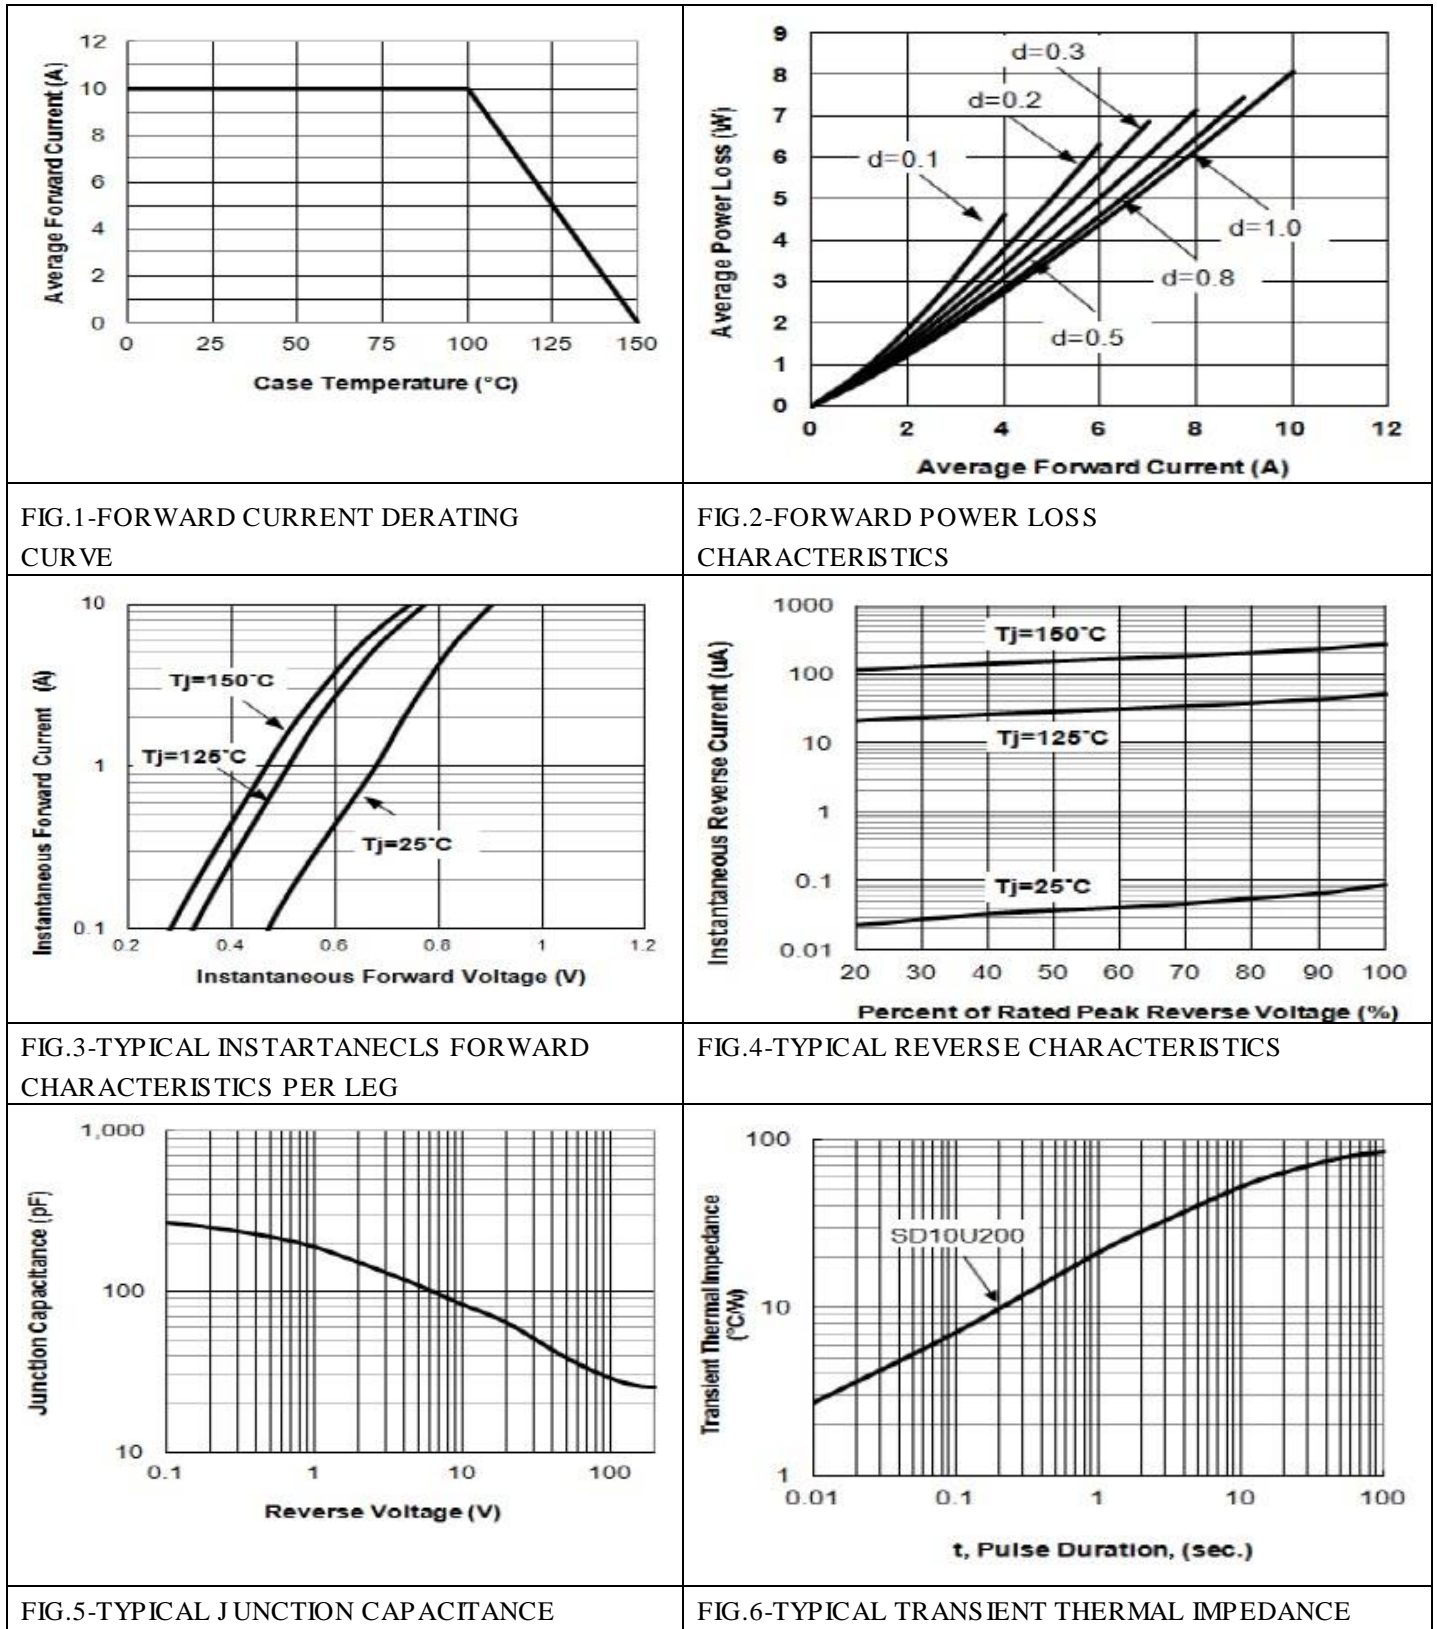 12
10
8
6
4
2
0
Average Forward Current (A)
0 25 50 75 100 125 150
Case Temperature (°C)
9
8
7
6
5
4
3
2
1
0
Average Power Loss (W)
d=0.3
d=0.2
d=0.1
d=1.0
d=0.8
d=0.5
0 2 4 6 8 10 12
Average Forward Current (A)
FIG.1-FORWARD CURRENT DERATING
CURVE
FIG.2-FORWARD POWER LOSS
CHARACTERISTICS
10
1
0.1
Instantaneous Forward Current (A)
Tj=150°C
Tj=125°C
Tj=25°C
0.2 0.4 0.6 0.8 1 1.2
Instantaneous Forward Voltage (V)
1000
100
10
1
0.1
0.01
Instantaneous Reverse Current (uA)
Tj=150°C
Tj=125°C
Tj=25°C
20 30 40 50 60 70 80 90 100
Percent of Rated Peak Reverse Voltage (%)
FIG.3-TYPICAL INSTARTANECLS FORWARD
CHARACTERISTICS PER LEG
FIG.4-TYPICAL REVERSE CHARACTERISTICS
1,000
100
10
Junction Capacitance (pF)
0.1 1 10 100
Reverse Voltage (V)
100
10
1
Transient Thermal Impedance
(°C/W)
SD10U200
0.01 0.1 1 10 100
t, Pulse Duration, (sec.)
FIG.5-TYPICAL JUNCTION CAPACITANCE
FIG.6-TYPICAL TRANSIENT THERMAL IMPEDANCE